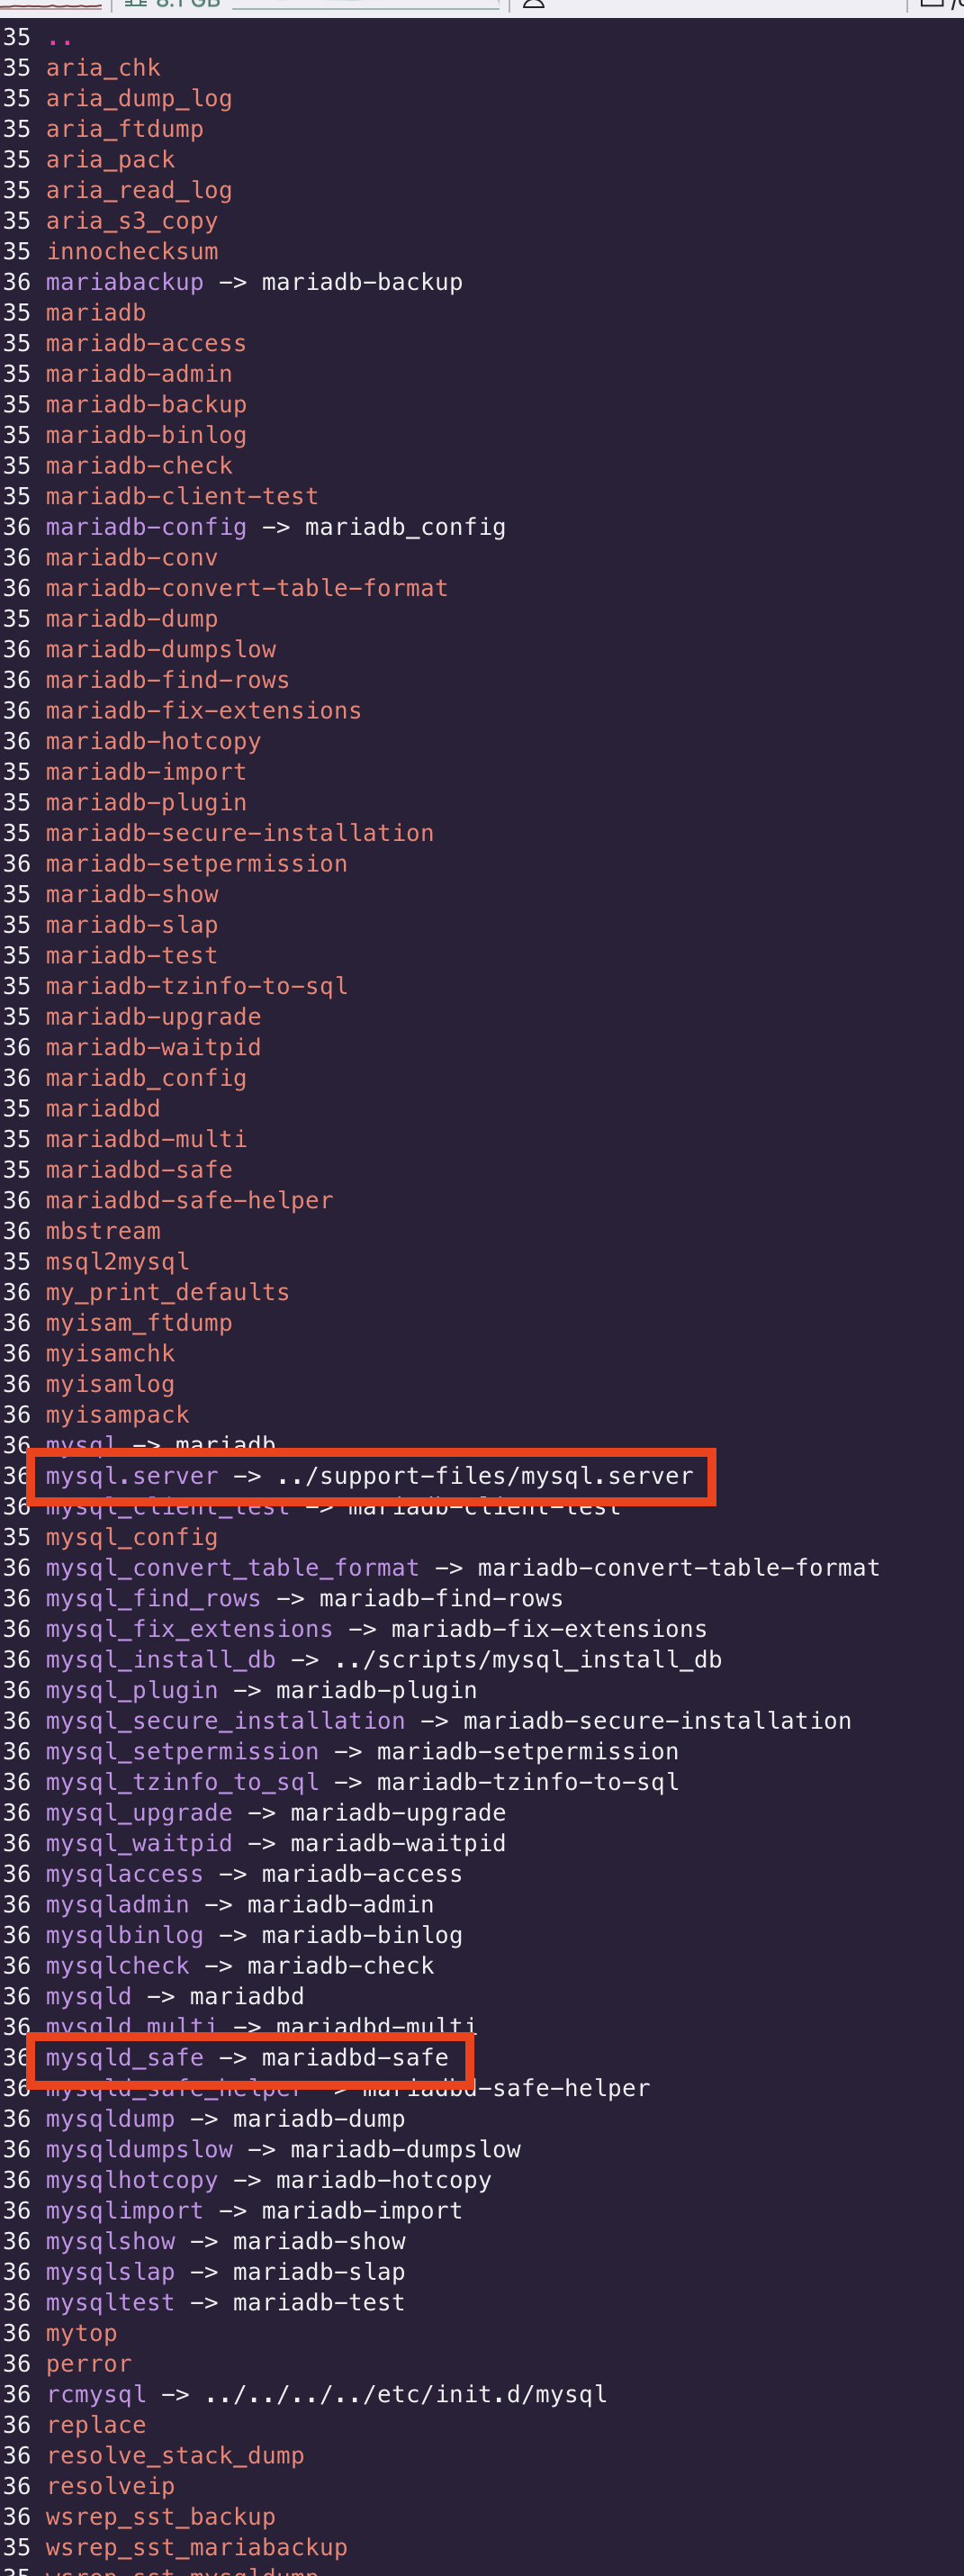 8.1 GB
35 ..
35 aria_chk
35 aria_dump_log
35 aria_ftdump
35 aria_pack
35 aria_read_log
35 aria_s3_copy
35 innochecksum
36 mariabackup -> mariadb-backup
35 mariadb
35 mariadb-access
35 mariadb-admin
35 mariadb-backup
35 mariadb-binlog
35 mariadb-check
35 mariadb-client-test
36 mariadb-config -> mariadb_config
36 mariadb-conv
36 mariadb-convert-table-format
35 mariadb-dump
36 mariadb-dumpslow
36 mariadb-find-rows
36 mariadb-fix-extensions
36 mariadb-hotcopy
35 mariadb-import
35 mariadb-plugin
35 mariadb-secure-installation
36 mariadb-setpermission
35 mariadb-show
35 mariadb-slap
35 mariadb-test
35 mariadb-tzinfo-to-sql
35 mariadb-upgrade
36 mariadb-waitpid
36 mariadb_config
35 mariadbd
35 mariadbd-multi
35 mariadbd-safe
36 mariadbd-safe-helper
36 mbstream
35 msql2mysql
36 my_print_defaults
36 myisam_ftdump
36 myisamchk
36 myisamlog
36 myisampack
36 mysql -> mariadb
36 mysql.server -> ../support-files/mysql.server
36 mysql_client_test -> mariadb-client-test
35 mysql_config
36 mysql_convert_table_format -> mariadb-convert-table-format
36 mysql_find_rows -> mariadb-find-rows
36 mysql_fix_extensions -> mariadb-fix-extensions
36 mysql_install_db -> ../scripts/mysql_install_db
36 mysql_plugin -> mariadb-plugin
36 mysql_secure_installation -> mariadb-secure-installation
36 mysql_setpermission -> mariadb-setpermission
36 mysql_tzinfo_to_sql -> mariadb-tzinfo-to-sql
36 mysql_upgrade -> mariadb-upgrade
36 mysql_waitpid -> mariadb-waitpid
36 mysqlaccess -> mariadb-access
36 mysqladmin -> mariadb-admin
36 mysqlbinlog -> mariadb-binlog
36 mysqlcheck -> mariadb-check
36 mysqld -> mariadbd
36 mysqld_multi -> mariadbd-multi
36 mysqld_safe -> mariadbd-safe
36 mysqld_safe_helper -> mariadbd-safe-helper
36 mysqldump -> mariadb-dump
36 mysqldumpslow -> mariadb-dumpslow
36 mysqlhotcopy -> mariadb-hotcopy
36 mysqlimport -> mariadb-import
36 mysqlshow -> mariadb-show
36 mysqlslap -> mariadb-slap
36 mysqltest -> mariadb-test
36 mytop
36 perror
36 rcmysql -> ../../../../etc/init.d/mysql
36 replace
36 resolve_stack_dump
36 resolveip
36 wsrep_sst_backup
35 wsrep_sst_mariabackup
35 wsrep_sst_mysqldump